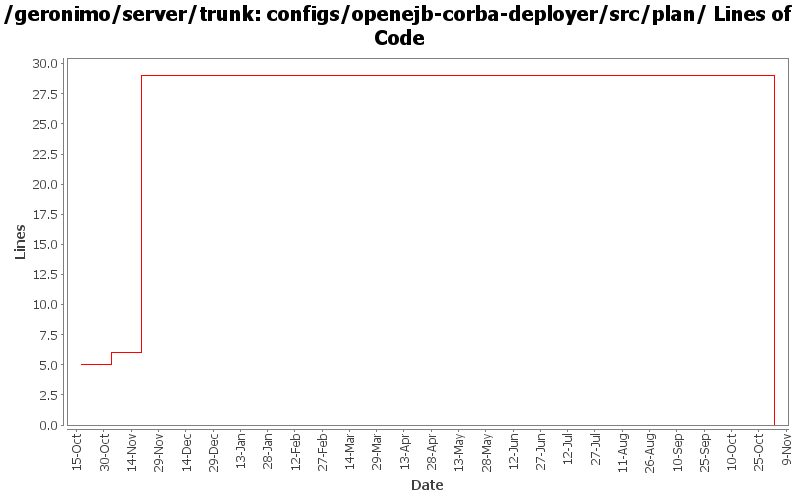 /geronimo/server/trunk: configs/openejb-corba-deployer/src/plan/ Lines of
Code
30.0
27.5
25.0
22.5
20.0
17.5
15.0
12.5
10.0
7.5
5.0
2.5
0.0
Lines
15-Oct
30-Oct
14-Nov
29-Nov
14-Dec
29-Dec
13-Jan
28-Jan
12-Feb
27-Feb
14-Mar
29-Mar
13-Apr
28-Apr
13-May
28-May
12-Jun
27-Jun
12-Jul
27-Jul
11-Aug
26-Aug
10-Sep
25-Sep
10-Oct
25-Oct
9-Nov
Date